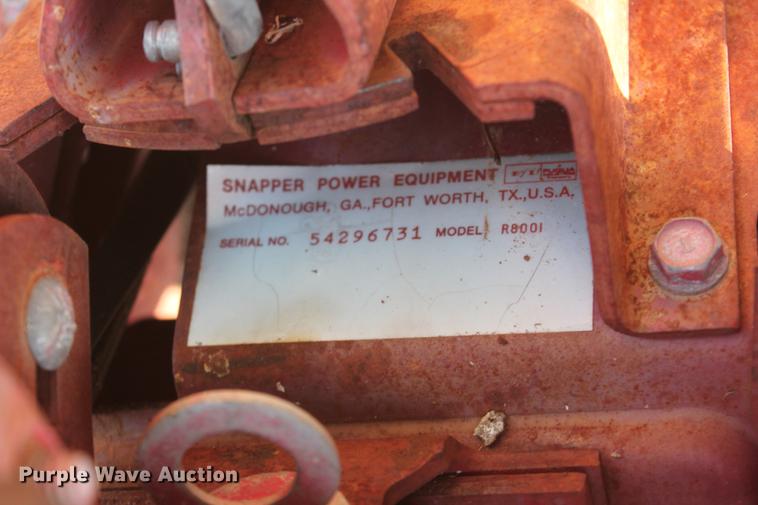 SNAPPER POWER EQUIPMENT
McDONOUGH, GA.,FORT WORTH, TX.,U.S.A.
SERIAL NO. 54296731 MODEL R8001
Purple Wave Auction